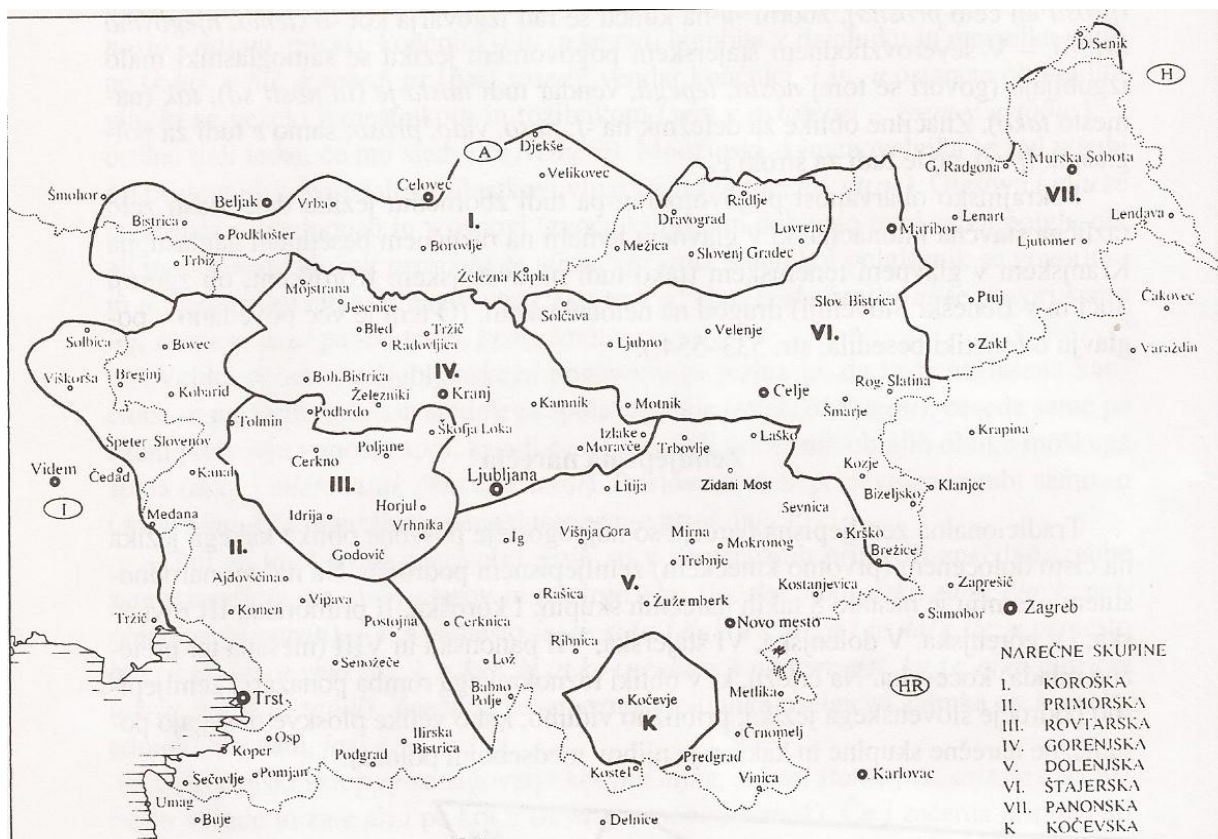 D. Senik
H
A
Djekše
Velikovec
G. Radgona
Murska Sobota
VII.
Šmohor
Beljak
Vrba
Celovec
I.
Dravograd
Radlje
Lenart
Lendava
Bistrica
Podklošter
Borovlje
Mežica
Lovrenc
Maribor
Ljutomer
Trbiž
Železna Kapla
Slovenj Gradec
Mojstrana
Jesenice
Solčava
Slov. Bistrica
Ptuj
Čakovec
Solbica
Bovec
Bled
Tržič
Radovljica
Ljubno
Velenje
VI.
Zakl
Varaždin
Viškorša
Breginj
Kobarid
Boh. Bistrica
IV.
Železniki
Kranj
Celje
Rog. Slatina
Tolmin
Podbrdo
Kamnik
Motnik
Šmarje
Škofja Loka
Krapina
Špeter Slovenov
Cerkno
Poljane
Izlake
Moravče
Trbovlje
Laško
Videm
Čedad
Kanal
III.
Ljubljana
Litija
Zidani Most
Kozje
Klanjec
Bizeljsko
I
Medana
Idrija
Horjul
Vrhnika
Sevnica
II.
Godovič
Ig
Višnja Gora
Mirna
Mokronog
Trebnje
Krško
Brežice
Ajdovščina
Vipava
Rašica
V.
Žužemberk
Kostanjevica
Zaprešič
Komen
Tržič
Postojna
Cerknica
Samobor
Zagreb
Ribnica
Novo mesto
Senožeče
Lož
NAREČNE SKUPINE
Trst
Babno
Polje
Kočevje
K
Metlika
HR
I. KOROŠKA
II. PRIMORSKA
III. ROVTARSKA
IV. GORENJSKA
V. DOLENJSKA
VI. ŠTAJERSKA
VII. PANONSKA
K KOČEVSKA
Koper
Osp
Podgrad
Ilirska
Bistrica
Črnomelj
Sečovlje
Pomjan
Kostel
Predgrad
Vinica
Karlovac
Umag
Buje
Delnice